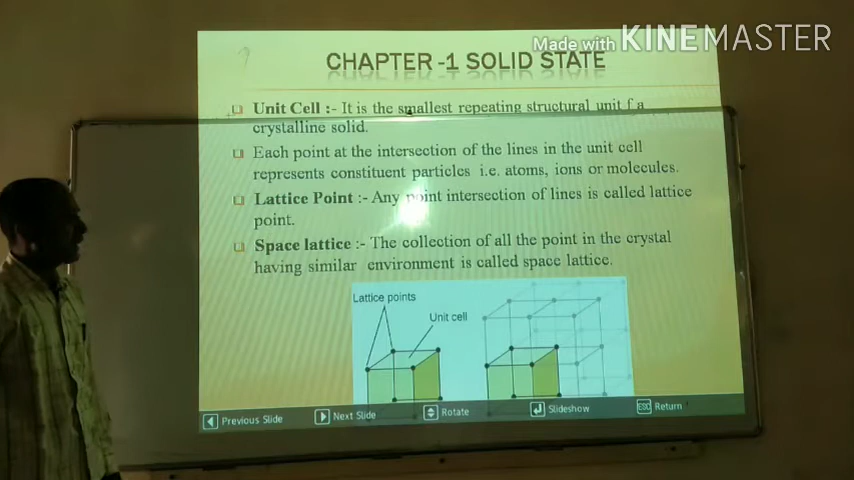 Made with KINEMASTER
CHAPTER -1 SOLID STATE
Unit Cell :- It is the smallest repeating structural unit f a
crystalline solid.
Each point at the intersection of the lines in the unit cell
represents constituent particles i.e. atoms, ions or molecules.
Lattice Point :- Any point intersection of lines is called lattice
point.
Space lattice :- The collection of all the point in the crystal
having similar environment is called space lattice.
Lattice points
Unit cell
Previous Slide Next Slide Rotate Slideshow ESC Return